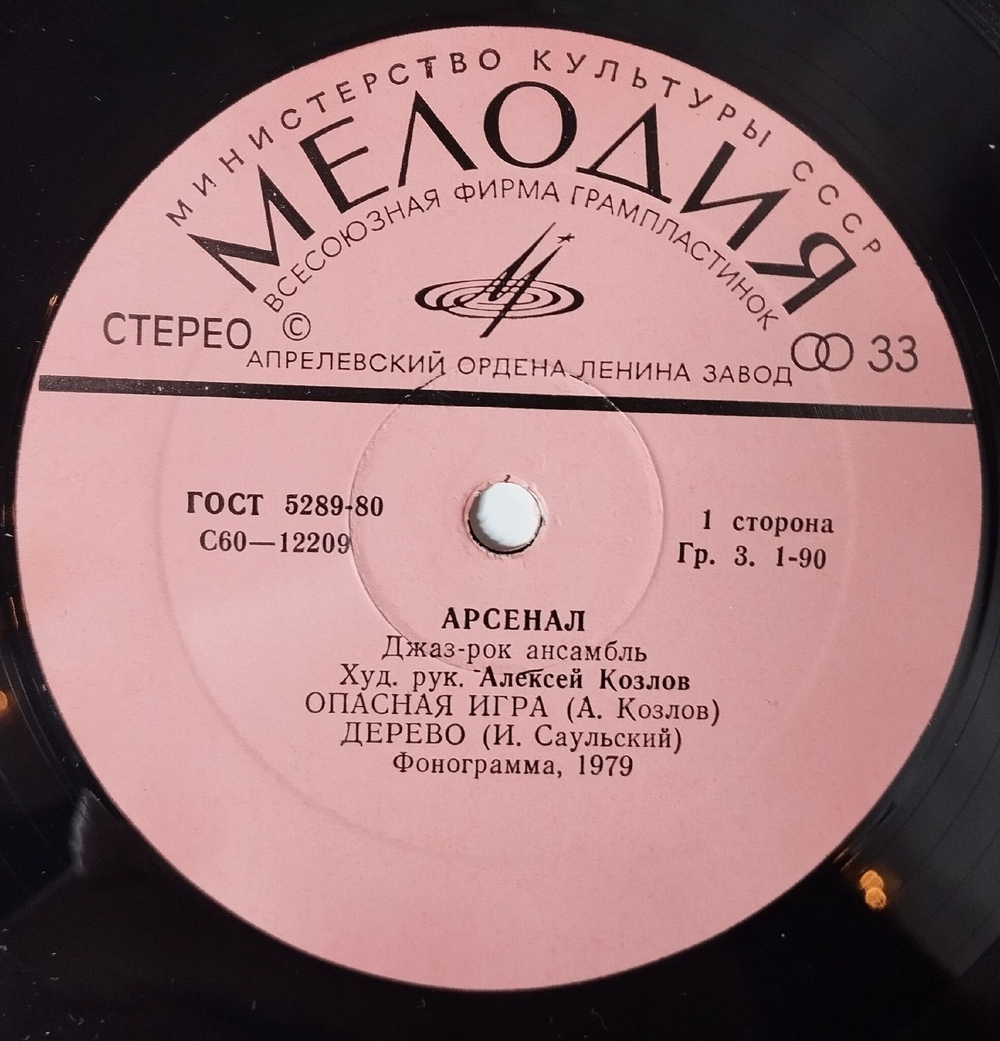 МИНИСТЕРСТВО КУЛЬТУРЫ СССР
МЕЛОДИЯ
ВСЕСОЮЗНАЯ ФИРМА ГРАМПЛАСТИНОК
СТЕРЕО
©
33
АПРЕЛЕВСКИЙ ОРДЕНА ЛЕНИНА ЗАВОД
ГОСТ 5289-80
С60—12209
1 сторона
Гр. 3. 1-90
АРСЕНАЛ
Джаз-рок ансамбль
Худ. рук. Алексей Козлов
ОПАСНАЯ ИГРА (А. Козлов)
ДЕРЕВО (И. Саульский)
Фонограмма, 1979